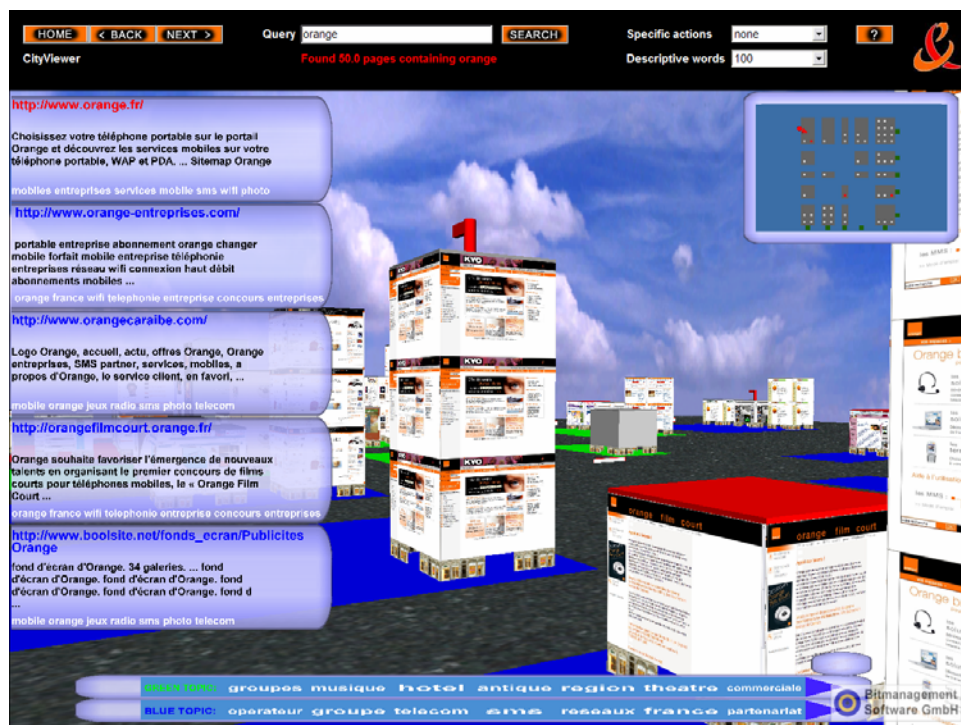 HOME < BACK NEXT > Query orange SEARCH Specific actions none ?
CityViewer Found 50.0 pages containing orange Descriptive words 100
http://www.orange.fr/
Choisissez votre téléphone portable sur le portail
Orange et découvrez les services mobiles sur votre
téléphone portable, WAP et PDA. ... Sitemap Orange
mobiles entreprises services mobile sms wifi photo
http://www.orange-entreprises.com/
portable entreprise abonnement orange changer
mobile forfait mobile entreprise téléphonie
entreprises réseau wifi connexion haut débit
abonnements mobiles ...
orange france wifi telephonie entreprise concours entreprises
http://www.orangecaraibe.com/
Logo Orange, accueil, actu, offres Orange, Orange
entreprises, SMS partner, services, mobiles, a
propos d'Orange, le service client, en favori, ...
mobile orange jeux radio sms photo telecom
http://orangefilmcourt.orange.fr/
Orange souhaite favoriser l'émergence de nouveaux
talents en organisant le premier concours de films
courts pour téléphones mobiles, le « Orange Film
Court ...
orange france wifi telephonie entreprise concours entreprises
http://www.boolsite.net/fonds_ecran/Publicites
Orange
fond d'écran d'Orange. 34 galeries. ... fond
d'écran d'Orange. fond d'écran d'Orange. fond
d'écran d'Orange. fond d'écran d'Orange. fond d
...
mobile orange jeux radio sms photo telecom
KYO
KYO
KYO
orange film court
orange film court
Orange b
les MMS :
Orange b
GREEN TOPIC: groupes musique hotel antique region theatre commerciale
BLUE TOPIC: operateur groupe telecom sms reseaux france partenariat
Bitmanagement
Software GmbH